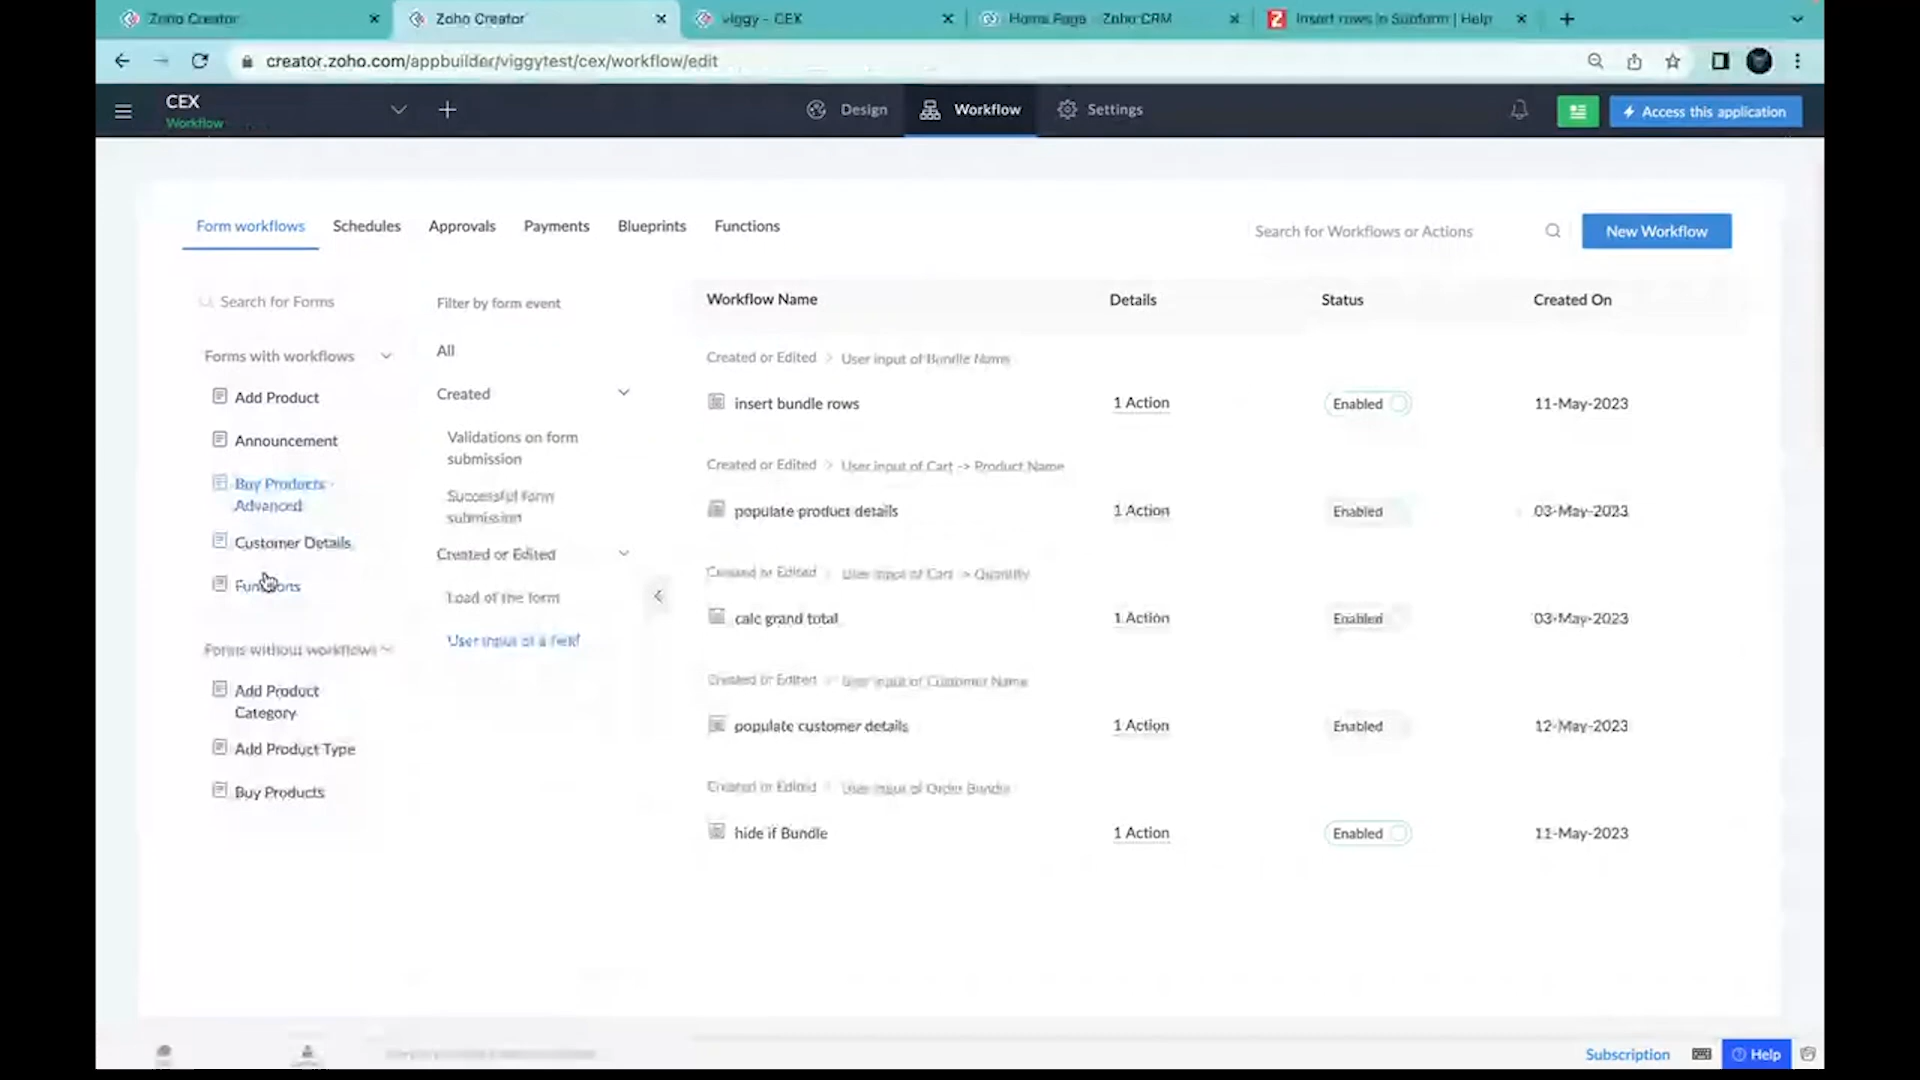 Zoho Creator
Zoho Creator
viggy - CEX
Home Page - Zoho CRM
Insert rows in Subform | Help
creator.zoho.com/appbuilder/viggytest/cex/workflow/edit
CEX
Workflow
Design
Workflow
Settings
Access this application
Form workflows
Schedules
Approvals
Payments
Blueprints
Functions
Search for Workflows or Actions
New Workflow
Search for Forms
Forms with workflows
Add Product
Announcement
Buy Products -
Advanced
Customer Details
Functions
Forms without workflows
Add Product
Category
Add Product Type
Buy Products
Filter by form event
All
Created
Validations on form
submission
Successful form
submission
Created or Edited
Load of the form
User input of a field
Workflow Name
Details
Status
Created On
Created or Edited > User input of Bundle Name
insert bundle rows
1 Action
Enabled
11-May-2023
Created or Edited > User input of Cart -> Product Name
populate product details
1 Action
Enabled
03-May-2023
Created or Edited > User input of Cart -> Quantity
calc grand total
1 Action
Enabled
03-May-2023
Created or Edited > User input of Customer Name
populate customer details
1 Action
Enabled
12-May-2023
Created or Edited > User input of Order Bundle
hide if Bundle
1 Action
Enabled
11-May-2023
Subscription
Help